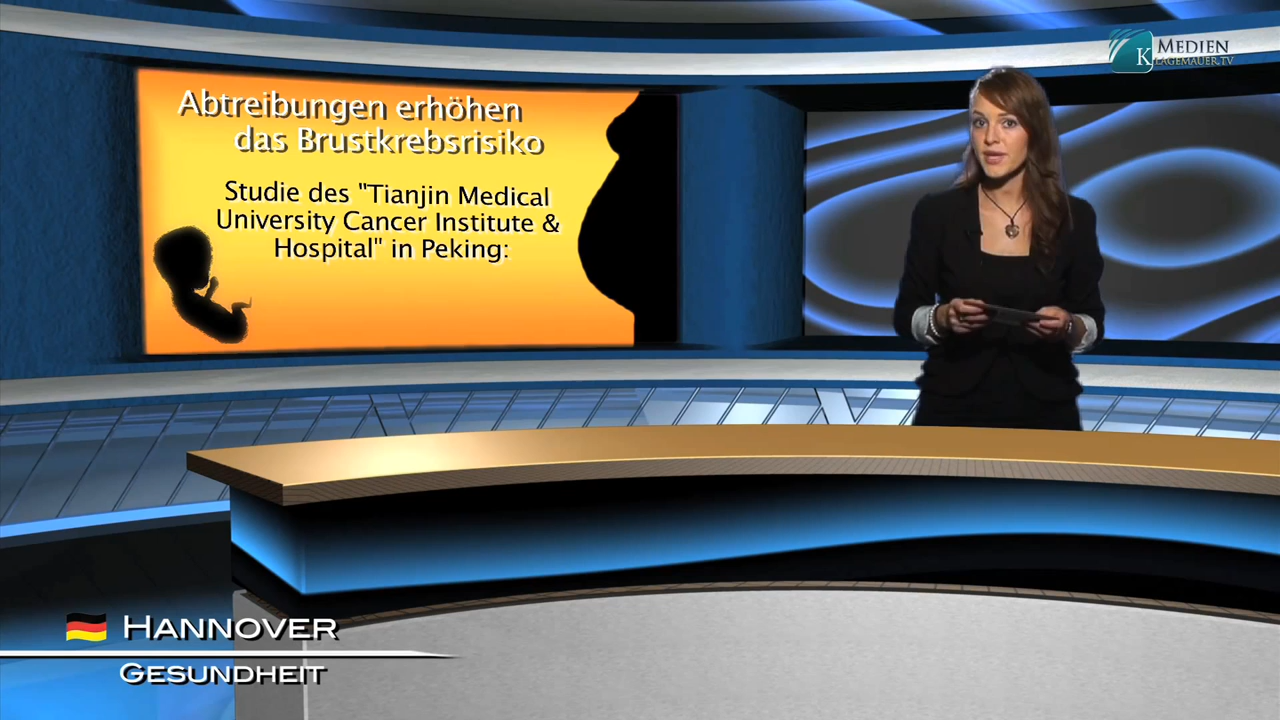 Medien
Klagemauer.TV
Abtreibungen erhöhen
das Brustkrebsrisiko
Studie des "Tianjin Medical
University Cancer Institute &
Hospital" in Peking:
Hannover
Gesundheit